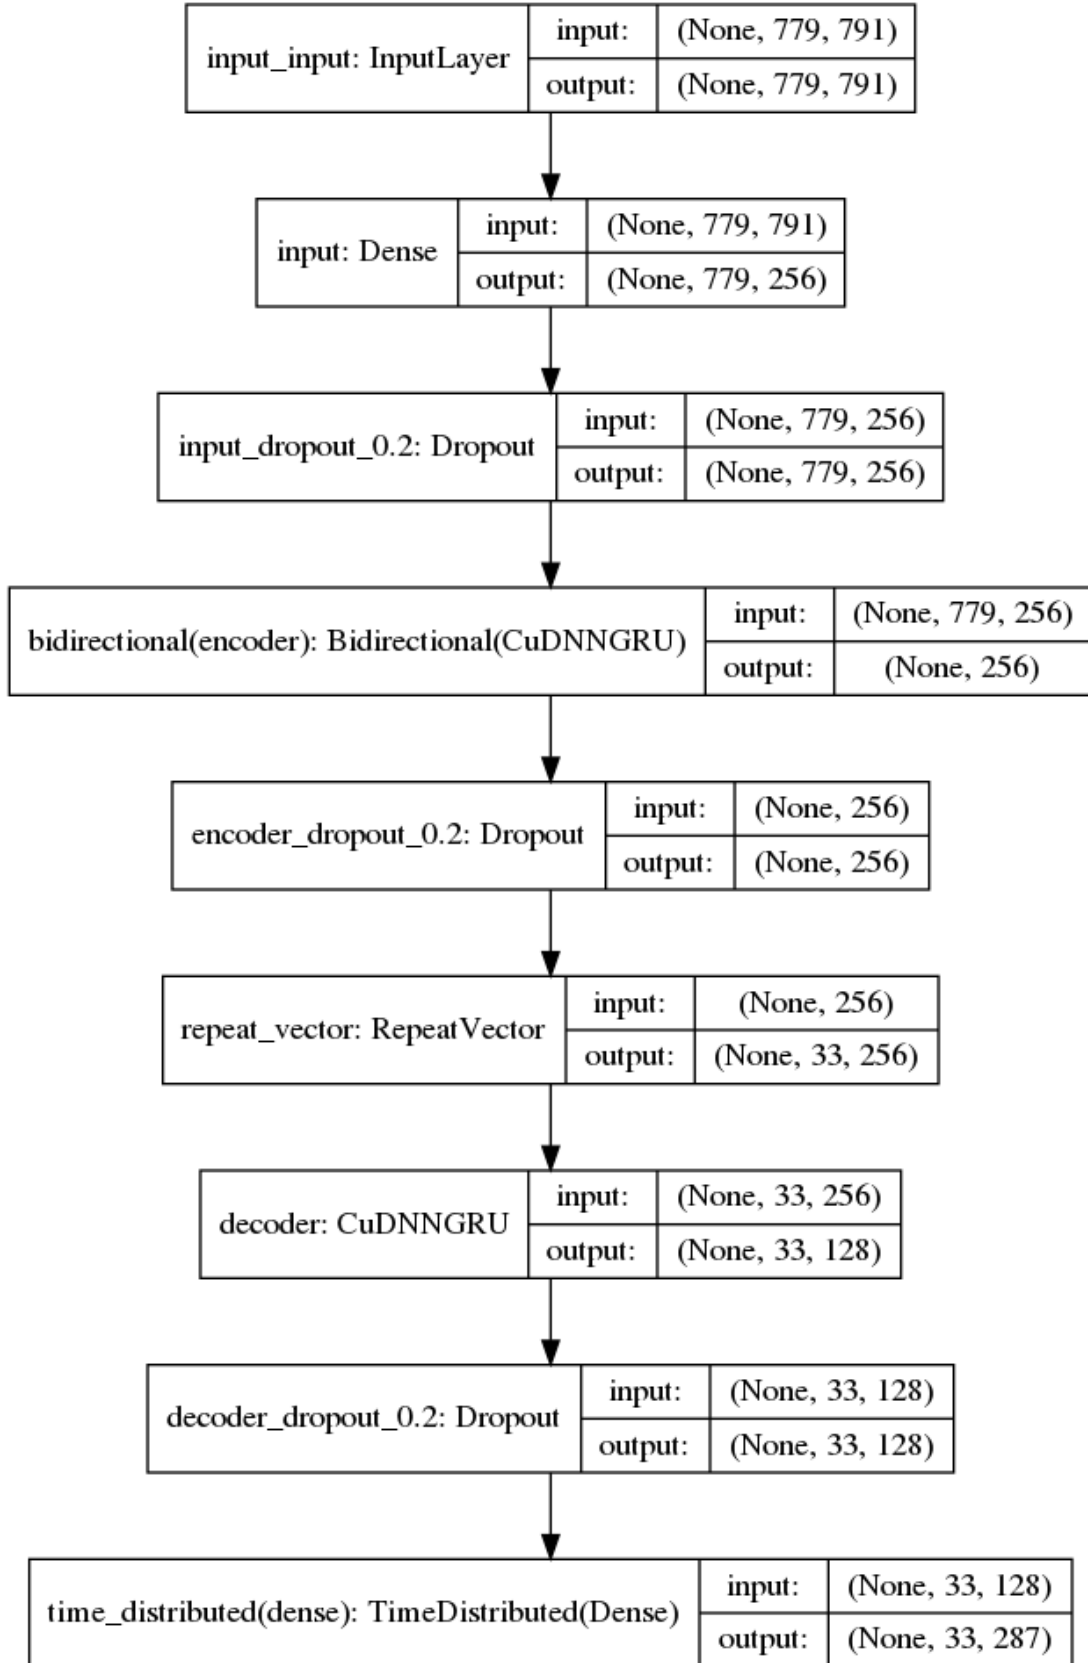 input_input: InputLayer
input: (None, 779, 791)
output: (None, 779, 791)
input: Dense
input: (None, 779, 791)
output: (None, 779, 256)
input_dropout_0.2: Dropout
input: (None, 779, 256)
output: (None, 779, 256)
bidirectional(encoder): Bidirectional(CuDNNGRU)
input: (None, 779, 256)
output: (None, 256)
encoder_dropout_0.2: Dropout
input: (None, 256)
output: (None, 256)
repeat_vector: RepeatVector
input: (None, 256)
output: (None, 33, 256)
decoder: CuDNNGRU
input: (None, 33, 256)
output: (None, 33, 128)
decoder_dropout_0.2: Dropout
input: (None, 33, 128)
output: (None, 33, 128)
time_distributed(dense): TimeDistributed(Dense)
input: (None, 33, 128)
output: (None, 33, 287)